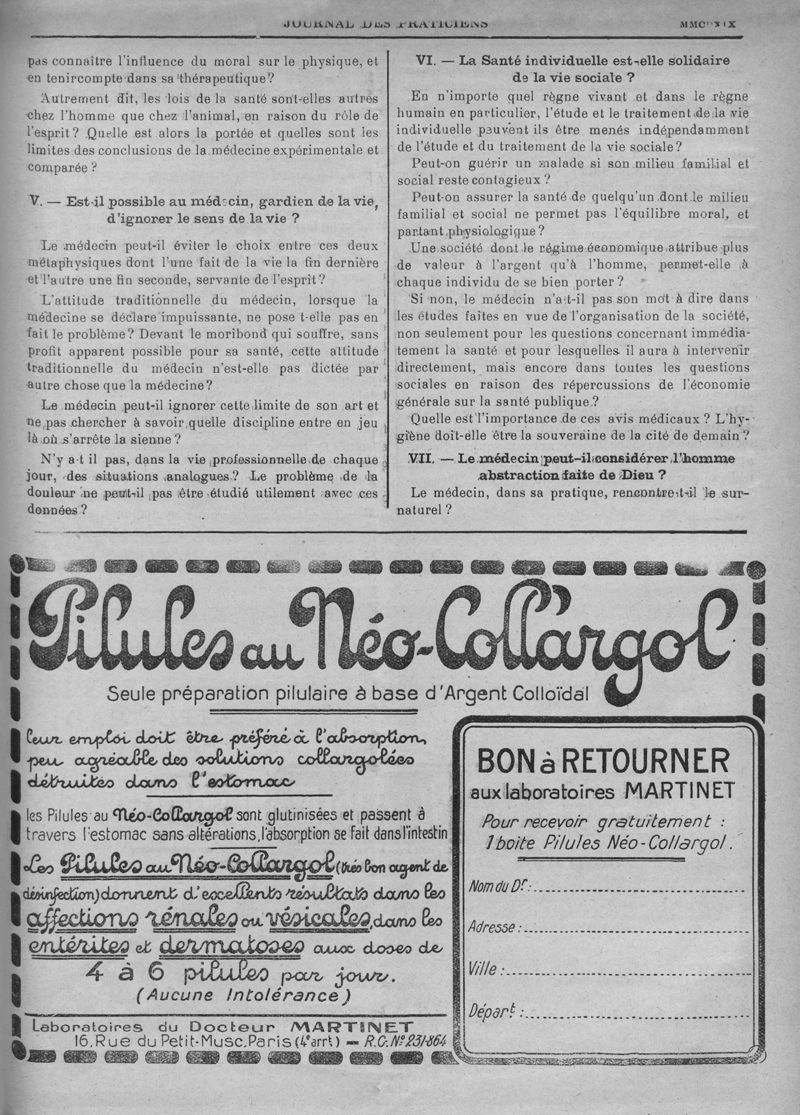 JOURNAL DES PRATICIENS
pas connaître l'influence du moral sur le physique, et
en tenir compte dans sa thérapeutique ?
Autrement dit, les lois de la santé sont-elles autres
chez l'homme que chez l'animal, en raison du rôle de
l'esprit ? Quelle est alors la portée et quelles sont les
limites des conclusions de la médecine expérimentale et
comparée ?
V. — Est-il possible au médecin, gardien de la vie,
d'ignorer le sens de la vie ?
Le médecin peut-il éviter le choix entre ces deux
métaphysiques dont l'une fait de la vie la fin dernière
et l'autre une fin seconde, servante de l'esprit ?
L'attitude traditionnelle du médecin, lorsque la
médecine se déclare impuissante, ne pose t-elle pas en
fait le problème ? Devant le moribond qui souffre, sans
profit apparent possible pour sa santé, cette attitude
traditionnelle du médecin n'est-elle pas dictée par
autre chose que la médecine ?
Le médecin peut-il ignorer cette limite de son art et
ne pas chercher à savoir quelle discipline entre en jeu
là où s'arrête la sienne ?
N'y a t-il pas, dans la vie professionnelle de chaque
jour, des situations analogues ? Le problème de la
douleur ne peut-il pas être étudié utilement avec ces
données ?
VI. — La Santé individuelle est-elle solidaire
de la vie sociale ?
En n'importe quel règne vivant et dans le règne
humain en particulier, l'étude et le traitement de la vie
individuelle peuvent ils être menés indépendamment
de l'étude et du traitement de la vie sociale ?
Peut-on guérir un malade si son milieu familial et
social reste contagieux ?
Peut-on assurer la santé de quelqu'un dont le milieu
familial et social ne permet pas l'équilibre moral, et
partant physiologique ?
Une société dont le régime économique attribue plus
de valeur à l'argent qu'à l'homme, permet-elle à
chaque individu de se bien porter ?
Si non, le médecin n'a t-il pas son mot à dire dans
les études faites en vue de l'organisation de la société,
non seulement pour les questions concernant immédia-
tement la santé et pour lesquelles il aura à intervenir
directement, mais encore dans toutes les questions
sociales en raison des répercussions de l'économie
générale sur la santé publique ?
Quelle est l'importance de ces avis médicaux ? L'hy-
giène doit-elle être la souveraine de la cité de demain ?
VII. — Le médecin peut-il considérer l'homme
abstraction faite de Dieu ?
Le médecin, dans sa pratique, rencontre t-il le sur-
naturel ?
Pilules au Néo-Collargol
Seule préparation pilulaire à base d'Argent Colloïdal
Leur emploi doit être préféré à l'absorption,
peu agréable des solutions collargolées
détruites dans l'estomac
les Pilules au Néo-Collargol sont glutinisées et passent à
travers l'estomac sans altérations, l'absorption se fait dans l'intestin
Les Pilules au Néo-Collargol (très bon agent de
désinfection) donnent d'excellents résultats dans les
affections rénales ou vésicales, dans les
entérites et dermatoses aux doses de
4 à 6 pilules par jour.
(Aucune Intolérance)
Laboratoires du Docteur MARTINET
16, Rue du Petit-Musc, Paris (4e arrt) — R.C. No 231-864
BON à RETOURNER
aux laboratoires MARTINET
Pour recevoir gratuitement :
1 boîte Pilules Néo-Collargol.
Nom du Dr :
Adresse :
Ville :
Départt :